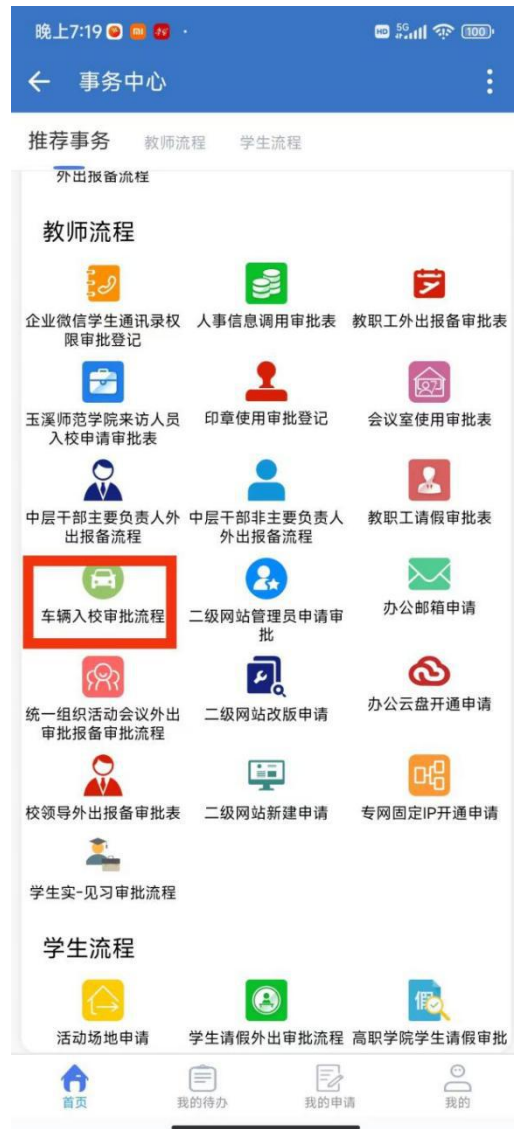 晚上7:19
5G
100
事务中心
推荐事务 教师流程 学生流程
外出报备流程
教师流程
企业微信学生通讯录权
限审批登记
人事信息调用审批表
教职工外出报备审批表
玉溪师范学院来访人员
入校申请审批表
印章使用审批登记
会议室使用审批表
中层干部主要负责人外
出报备流程
中层干部非主要负责人
外出报备流程
教职工请假审批表
车辆入校审批流程
二级网站管理员申请审
批
办公邮箱申请
统一组织活动会议外出
审批报备审批流程
二级网站改版申请
办公云盘开通申请
校领导外出报备审批表
二级网站新建申请
专网固定IP开通申请
学生实-见习审批流程
学生流程
活动场地申请
学生请假外出审批流程
假
高职学院学生请假审批
首页
我的待办
我的申请
我的